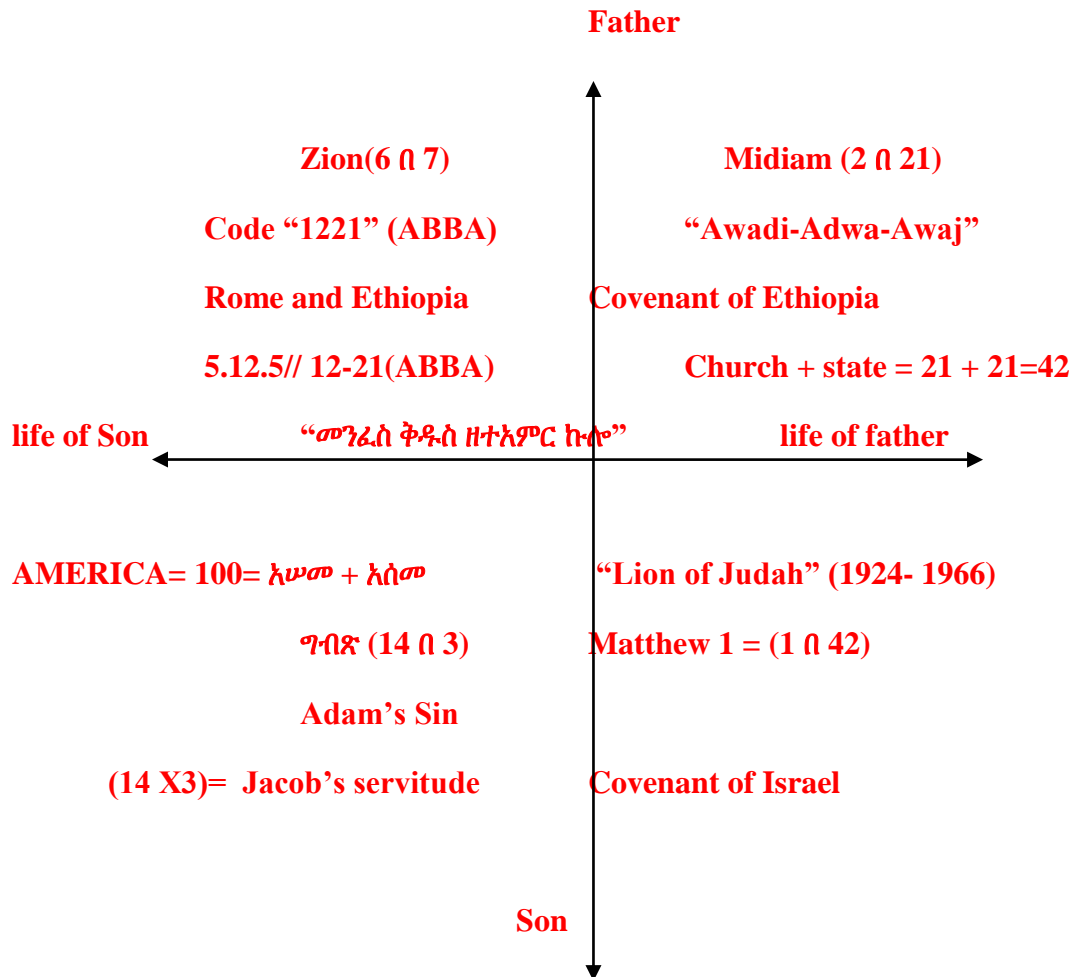 Father
Zion(6 በ 7) Midiam (2 በ 21)
Code “1221” (ABBA) “Awadi-Adwa-Awaj”
Rome and Ethiopia Covenant of Ethiopia
5.12.5// 12-21(ABBA) Church + state = 21 + 21=42
life of Son “መንፈስ ቅዱስ ዘተአምር ኩሎ” life of father
AMERICA= 100= አሠመ + አሰመ “Lion of Judah” (1924- 1966)
ግብጽ (14 በ 3) Matthew 1 = (1 በ 42)
Adam’s Sin
(14 X3)= Jacob’s servitude Covenant of Israel
Son